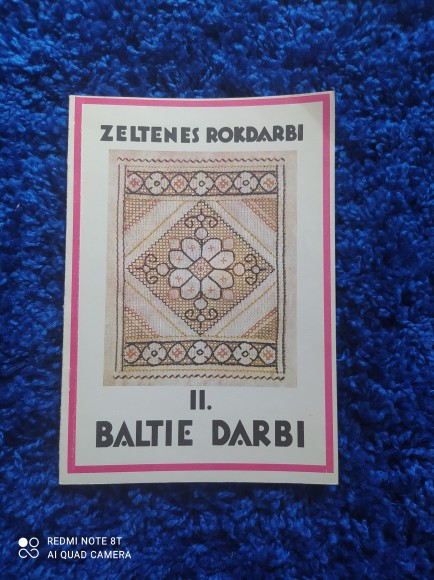 ZELTENES ROKDARBI
II.
BALTIE DARBI
REDMI NOTE 8T
AI QUAD CAMERA